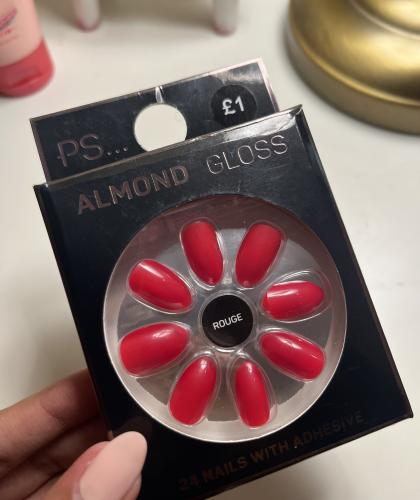 £1
PS...
ALMOND GLOSS
ROUGE
24 NAILS WITH ADHESIVE